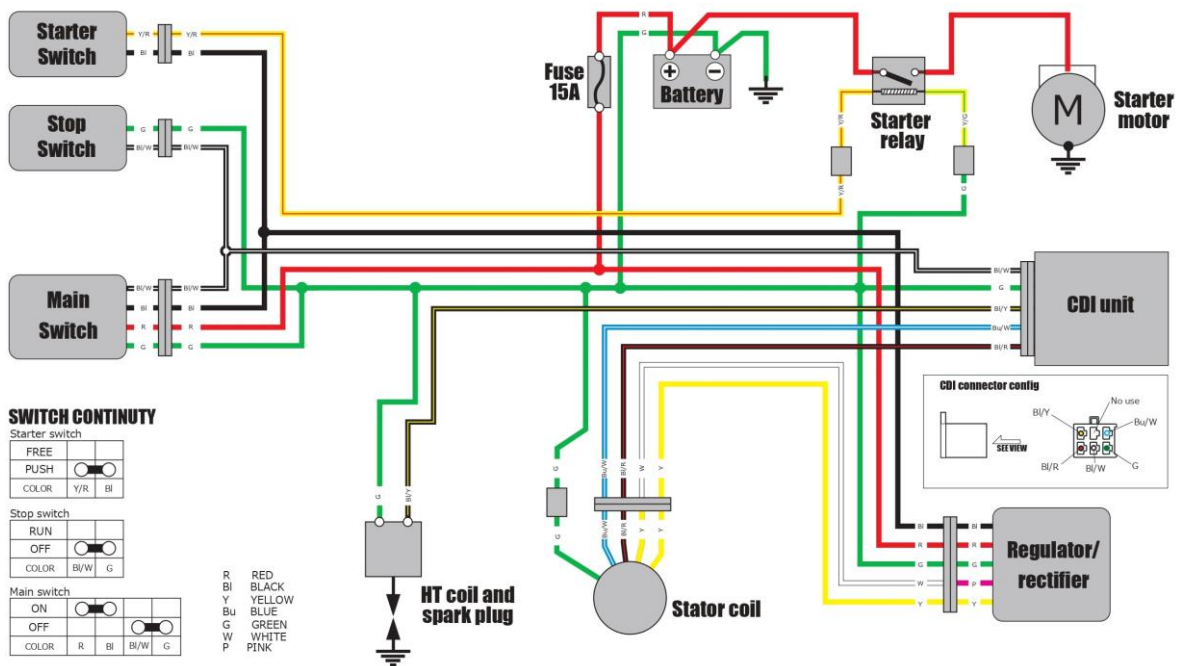 Starter
Switch
Y/R Y/R
Bl Bl
Stop
Switch
G G
Bl/W Bl/W
Main
Switch
Bl/W Bl/W
Bl Bl
R R
G G
Fuse
15A
R
G
Battery
Starter
relay
Y/R
Y/R
Y/G
G
M
Starter
motor
Bl/W
G
Bl/Y
Bu/W
Bl/R
CDI unit
CDI connector config
No use
Bl/Y
Bu/W
SEE VIEW
Bl/R
Bl/W
G
SWITCH CONTINUTY
Starter switch
FREE
PUSH
COLOR Y/R Bl
Stop switch
RUN
OFF
COLOR Bl/W G
Main switch
ON
OFF
COLOR R Bl Bl/W G
R RED
Bl BLACK
Y YELLOW
Bu BLUE
G GREEN
W WHITE
P PINK
G
Bl/Y
HT coil and
spark plug
G
G
Bu/W Bl/R W Y
Bu/W Bl/R Y Y
Stator coil
Bl Bl
R R
G G
W P
Y Y
Regulator/
rectifier